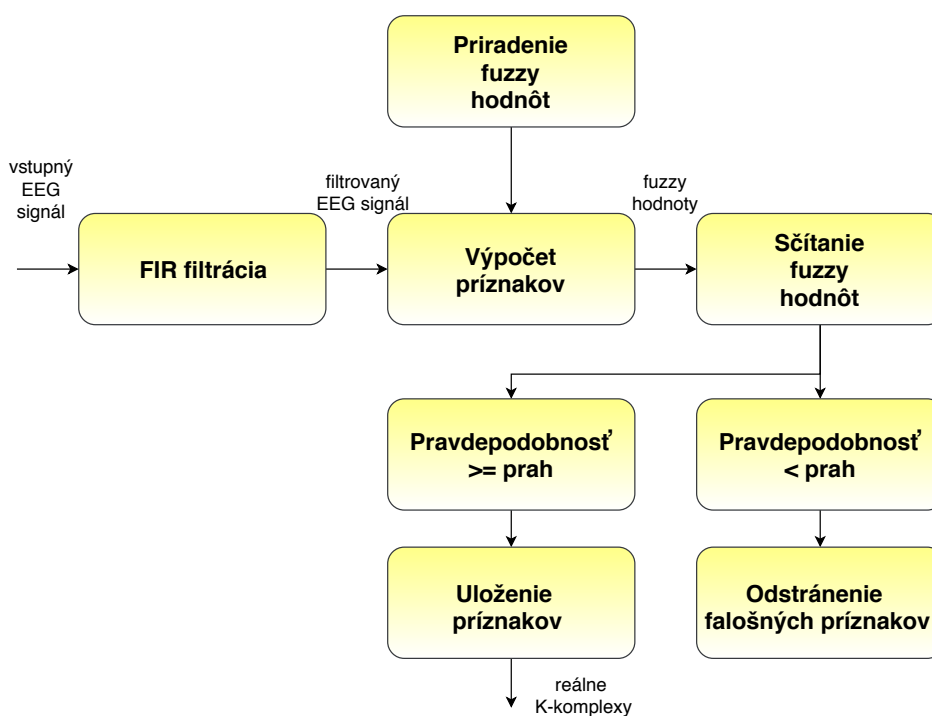 Priradenie
fuzzy
hodnôt
vstupný
EEG
signál
filtrovaný
EEG signál
fuzzy
hodnoty
FIR filtrácia
Výpočet
príznakov
Sčítanie
fuzzy
hodnôt
Pravdepodobnosť
>= prah
Pravdepodobnosť
< prah
Uloženie
príznakov
Odstránenie
falošných príznakov
reálne
K-komplexy